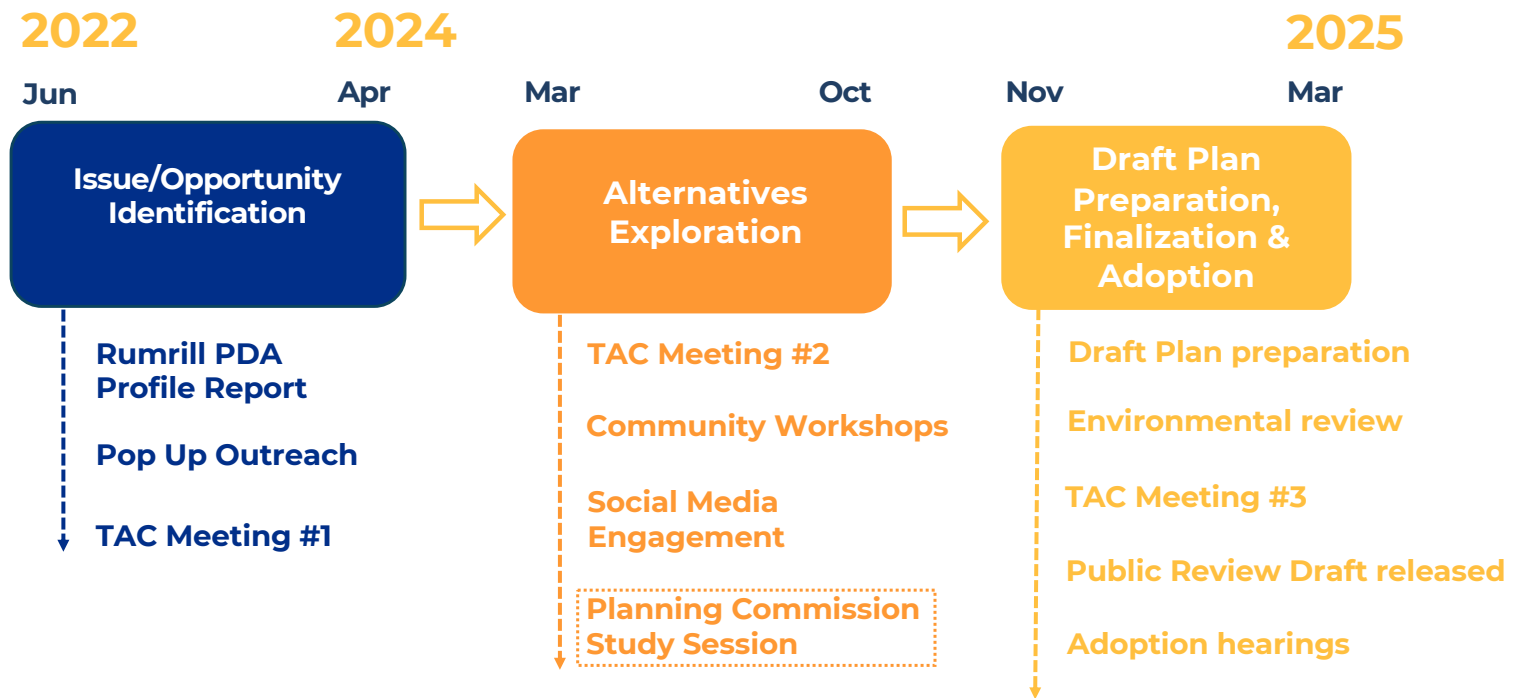 2022
2024
2025
Jun
Apr
Mar
Oct
Nov
Mar
Issue/Opportunity
Identification
Alternatives
Exploration
Draft Plan
Preparation,
Finalization &
Adoption
Rumrill PDA
Profile Report
Pop Up Outreach
TAC Meeting #1
TAC Meeting #2
Community Workshops
Social Media
Engagement
Planning Commission
Study Session
Draft Plan preparation
Environmental review
TAC Meeting #3
Public Review Draft released
Adoption hearings